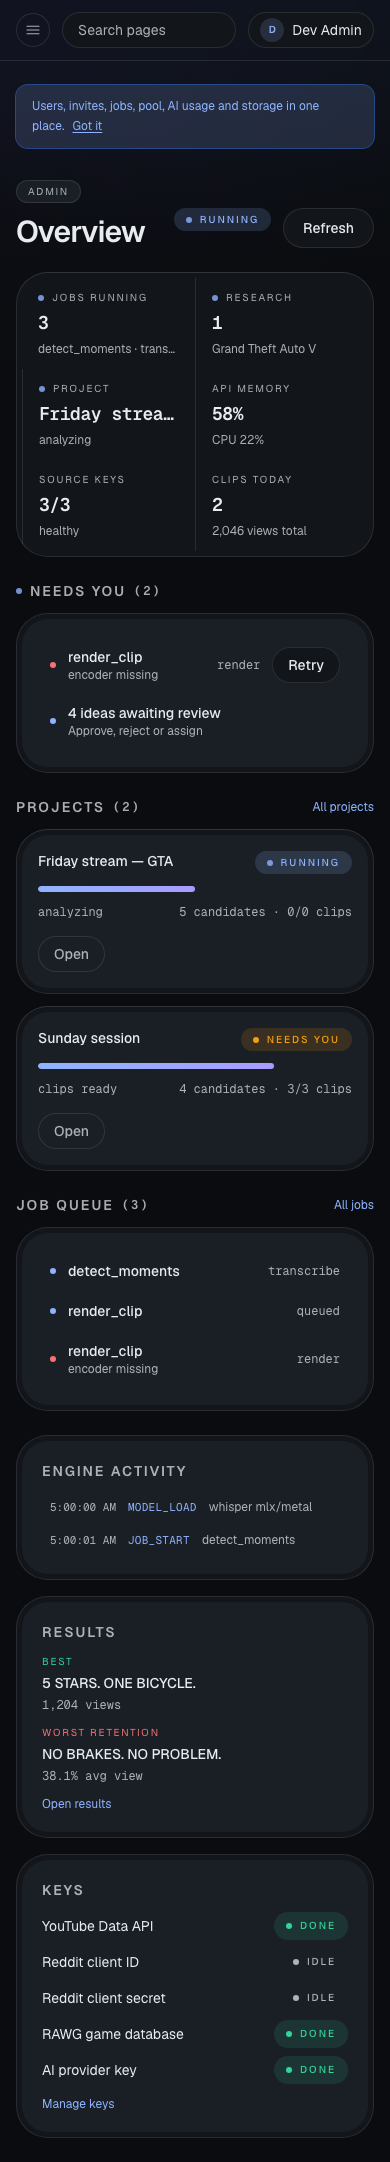 Search pages
D
Dev Admin
Users, invites, jobs, pool, AI usage and storage in one
place. Got it
ADMIN
Overview
RUNNING
Refresh
JOBS RUNNING
3
detect_moments · trans…
RESEARCH
1
Grand Theft Auto V
PROJECT
Friday strea…
analyzing
API MEMORY
58%
CPU 22%
SOURCE KEYS
3/3
healthy
CLIPS TODAY
2
2,046 views total
NEEDS YOU (2)
render_clip
encoder missing
render
Retry
4 ideas awaiting review
Approve, reject or assign
PROJECTS (2)
All projects
Friday stream — GTA
RUNNING
analyzing
5 candidates · 0/0 clips
Open
Sunday session
NEEDS YOU
clips ready
4 candidates · 3/3 clips
Open
JOB QUEUE (3)
All jobs
detect_moments
transcribe
render_clip
queued
render_clip
encoder missing
render
ENGINE ACTIVITY
5:00:00 AM MODEL_LOAD whisper mlx/metal
5:00:01 AM JOB_START detect_moments
RESULTS
BEST
5 STARS. ONE BICYCLE.
1,204 views
WORST RETENTION
NO BRAKES. NO PROBLEM.
38.1% avg view
Open results
KEYS
YouTube Data API
DONE
Reddit client ID
IDLE
Reddit client secret
IDLE
RAWG game database
DONE
AI provider key
DONE
Manage keys